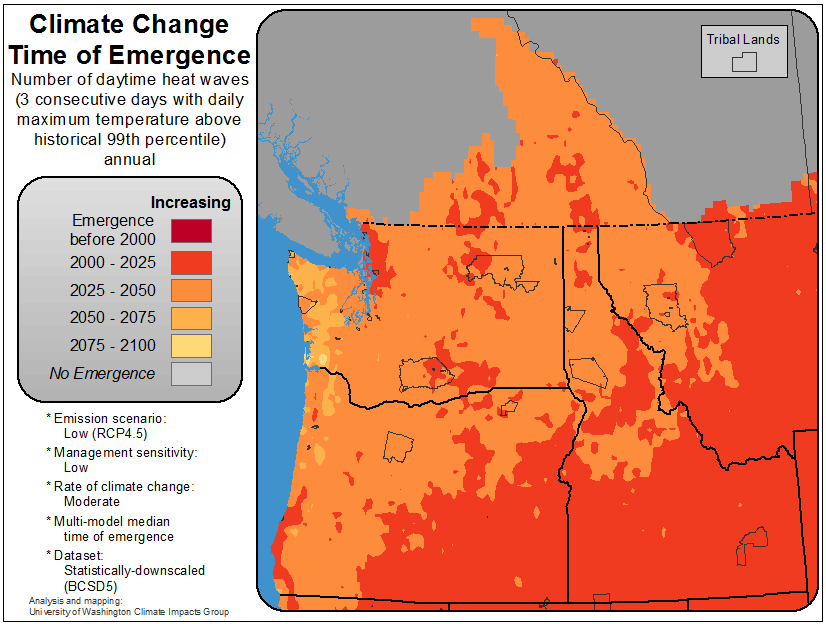 Climate Change
Time of Emergence
Number of daytime heat waves
(3 consecutive days with daily
maximum temperature above
historical 99th percentile)
annual
Increasing
Emergence
before 2000
2000 - 2025
2025 - 2050
2050 - 2075
2075 - 2100
No Emergence
* Emission scenario:
Low (RCP4.5)
* Management sensitivity:
Low
* Rate of climate change:
Moderate
* Multi-model median
time of emergence
* Dataset:
Statistically-downscaled
(BCSD5)
Analysis and mapping:
University of Washington Climate Impacts Group
Tribal Lands